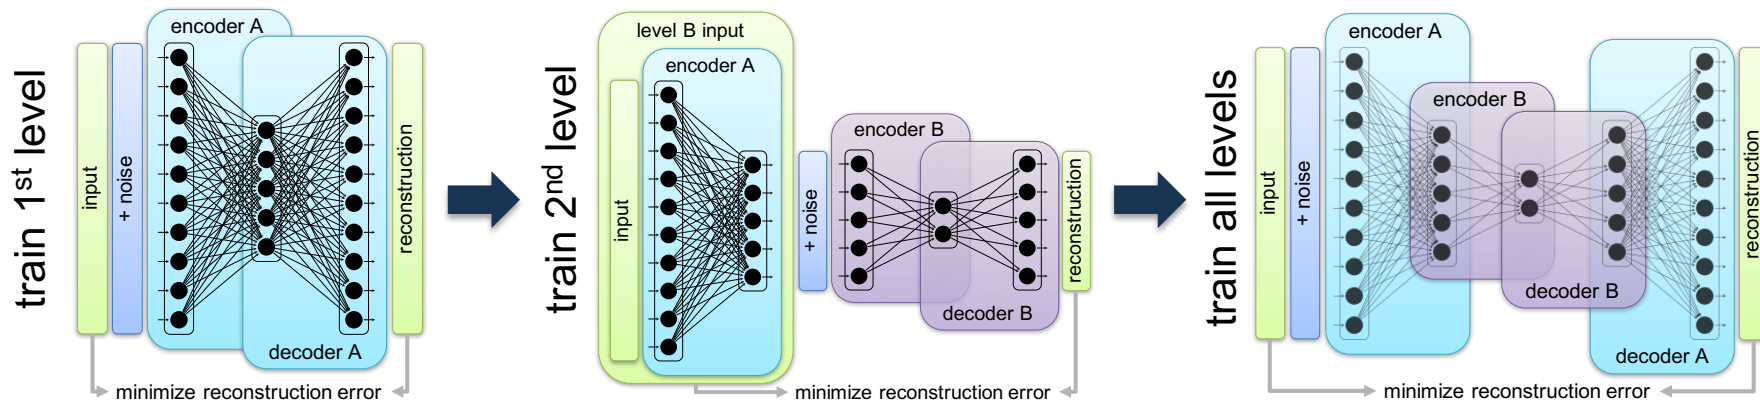 train 1st level
input
+ noise
encoder A
decoder A
reconstruction
minimize reconstruction error
train 2nd level
level B input
input
encoder A
+ noise
encoder B
decoder B
reconstruction
minimize reconstruction error
train all levels
input
+ noise
encoder A
encoder B
decoder B
decoder A
reconstruction
minimize reconstruction error